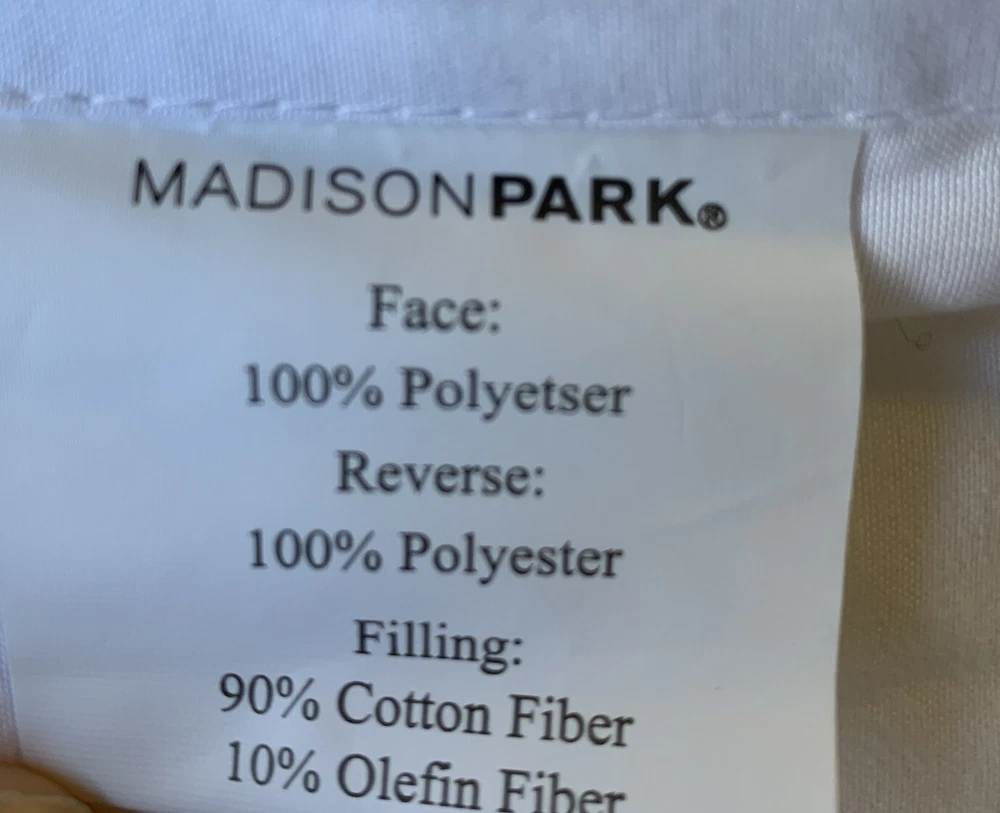 MADISONPARK®
Face:
100% Polyetser
Reverse:
100% Polyester
Filling:
90% Cotton Fiber
10% Olefin Fiber